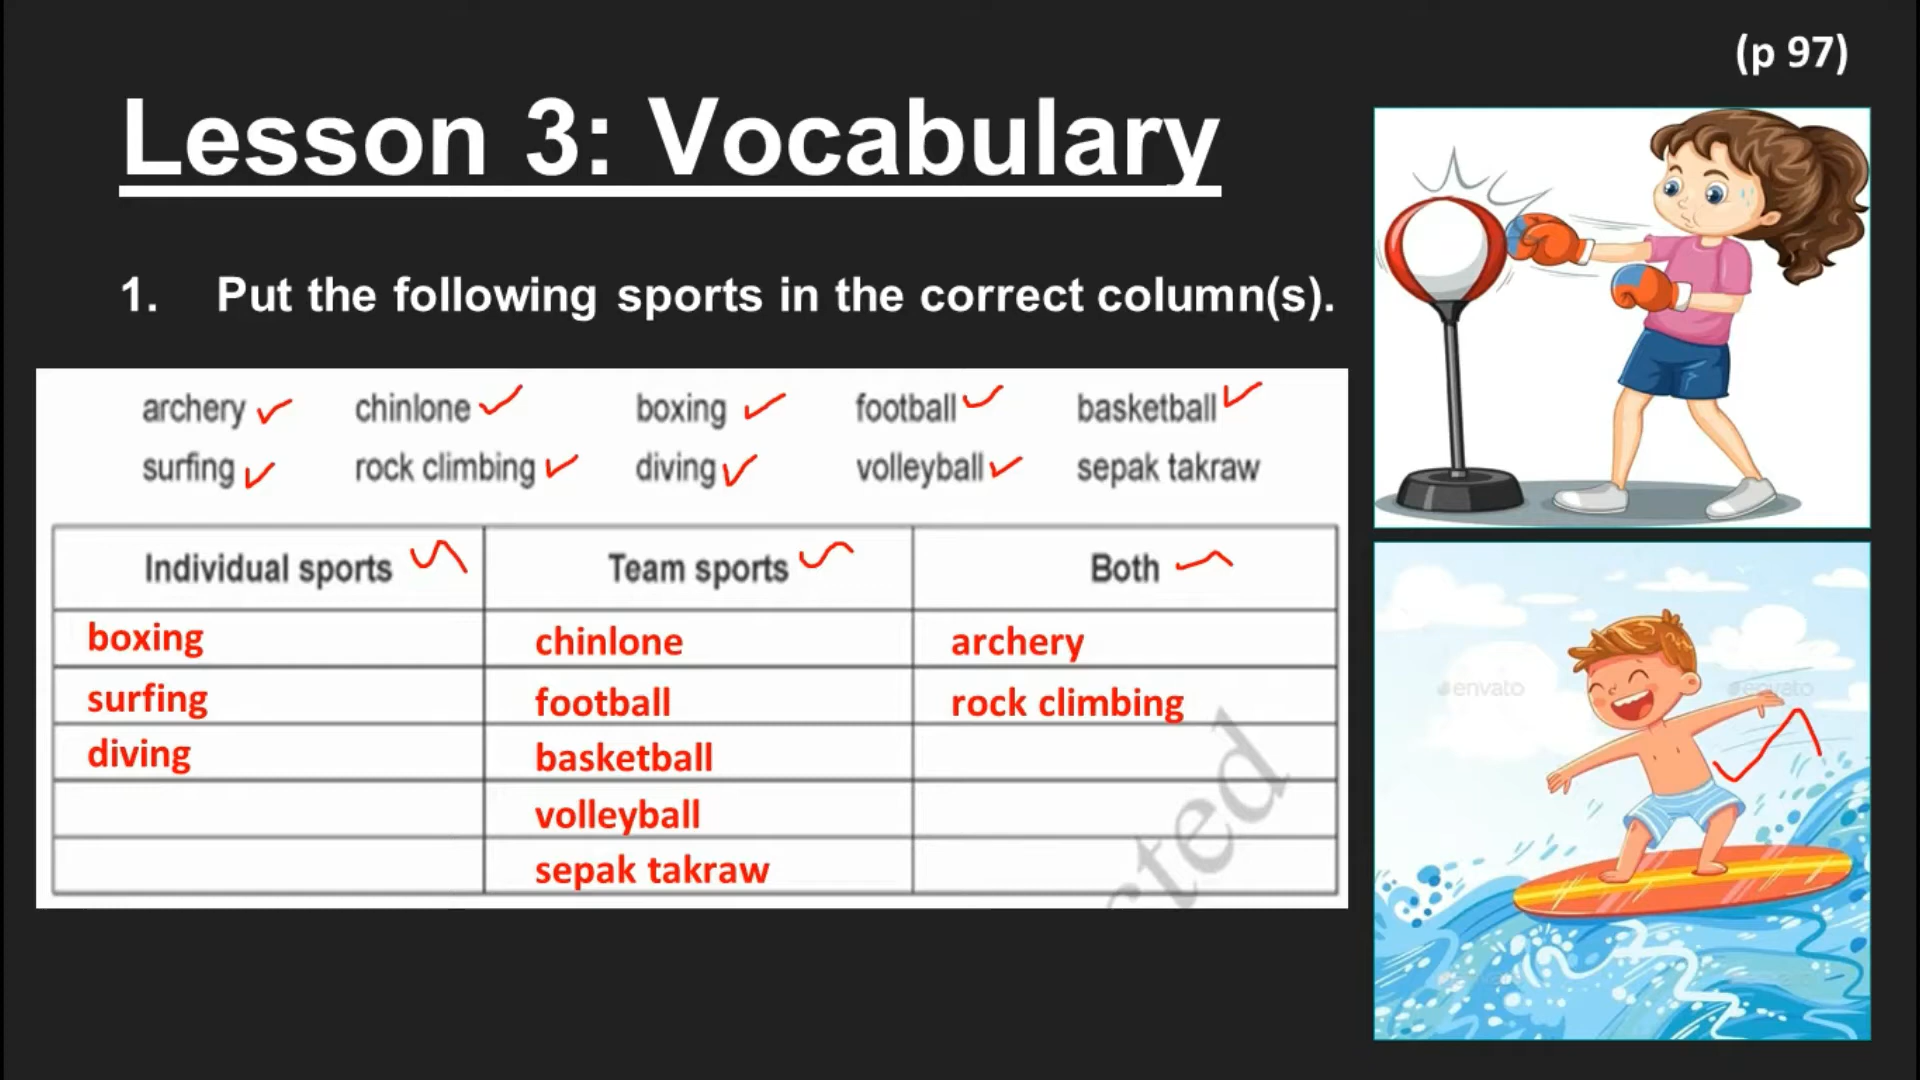 (p 97)
Lesson 3: Vocabulary
1. Put the following sports in the correct column(s).
archery chinlone boxing football basketball
surfing rock climbing diving volleyball sepak takraw
Individual sports Team sports Both
boxing chinlone archery
surfing football rock climbing
diving basketball
volleyball
sepak takraw
envato envato